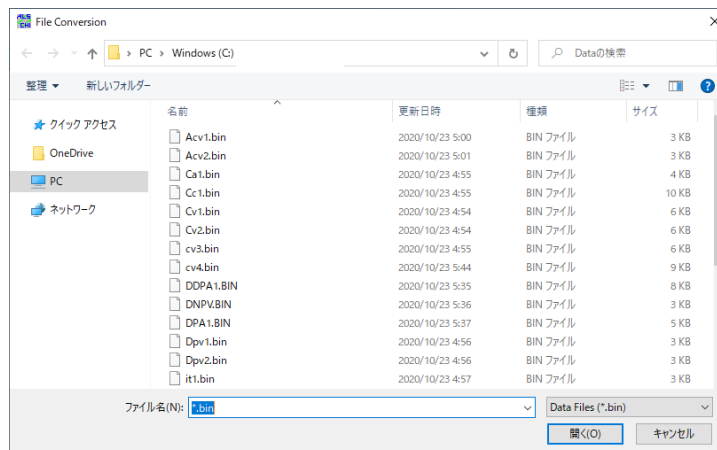 File Conversion
PC > Windows (C:)
Dataの検索
整理 新しいフォルダー
名前 更新日時 種類 サイズ
クイック アクセス
OneDrive
PC
ネットワーク
Acv1.bin 2020/10/23 5:00 BIN ファイル 3 KB
Acv2.bin 2020/10/23 5:01 BIN ファイル 3 KB
Ca1.bin 2020/10/23 4:55 BIN ファイル 4 KB
Cc1.bin 2020/10/23 4:55 BIN ファイル 10 KB
Cv1.bin 2020/10/23 4:54 BIN ファイル 6 KB
Cv2.bin 2020/10/23 4:54 BIN ファイル 6 KB
cv3.bin 2020/10/23 4:55 BIN ファイル 6 KB
cv4.bin 2020/10/23 5:44 BIN ファイル 9 KB
DDPA1.BIN 2020/10/23 5:35 BIN ファイル 8 KB
DNPV.BIN 2020/10/23 5:36 BIN ファイル 3 KB
DPA1.BIN 2020/10/23 5:37 BIN ファイル 5 KB
Dpv1.bin 2020/10/23 4:56 BIN ファイル 3 KB
Dpv2.bin 2020/10/23 4:56 BIN ファイル 3 KB
it1.bin 2020/10/23 4:57 BIN ファイル 3 KB
ファイル名(N): *.bin Data Files (*.bin)
開く(O) キャンセル